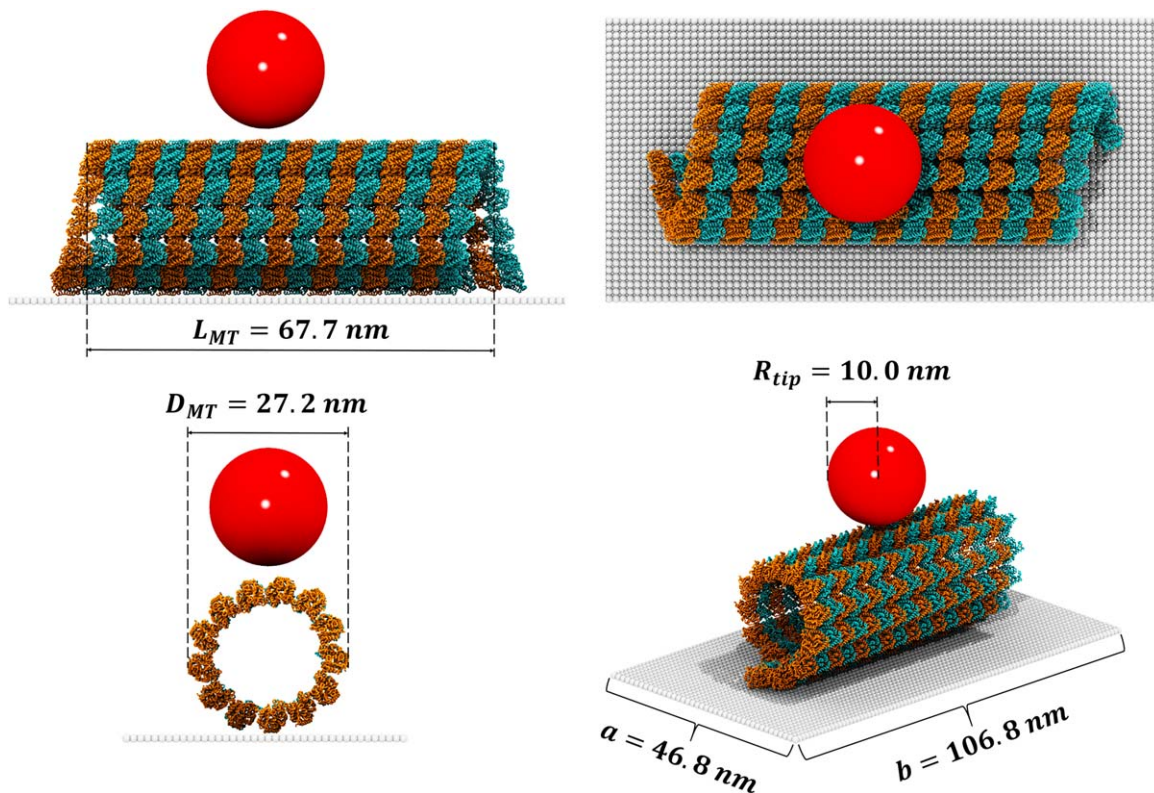 L_MT = 67.7 nm
D_MT = 27.2 nm
R_tip = 10.0 nm
a = 46.8 nm
b = 106.8 nm